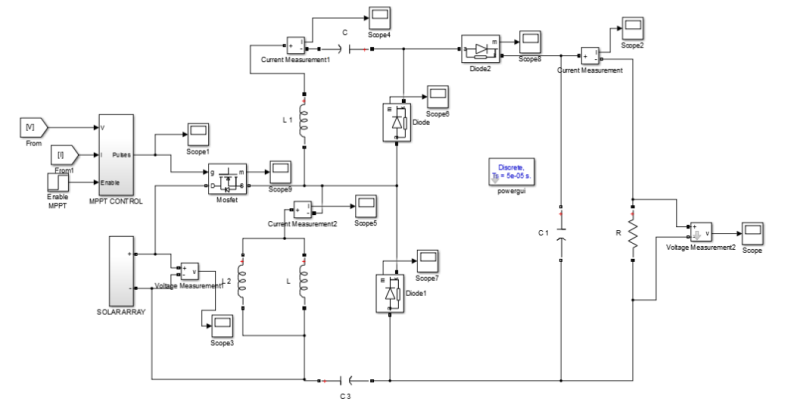 C
Scope4
Scope2
Current Measurement1
Diode2
Scope8
Current Measurement
Scope6
Diode
L 1
[V]
From
V
Scope1
[I]
From1
I
Pulses
Enable
Enable
MPPT
MPPT CONTROL
g
m
D
S
Mosfet
Scope9
Discrete,
Ts = 5e-05 s.
powergui
Current Measurement2
Scope5
C 1
R
Voltage Measurement2
Scope
Scope7
Diode1
L 2
L
Voltage Measurement1
Scope3
SOLAR ARRAY
C 3